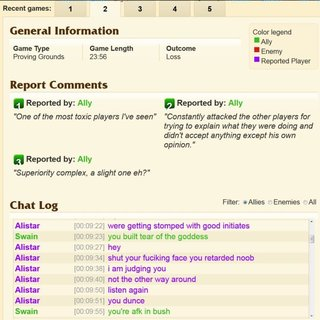 Recent games: 1 2 3 4 5
General Information
Game Type Game Length Outcome
Proving Grounds 23:56 Loss
Color legend
Ally
Enemy
Reported Player
Report Comments
1 Reported by: Ally
"One of the most toxic players I've seen"
2 Reported by: Ally
"Constantly attacked the other players for
trying to explain what they were doing and
didn't accept anything except his own
opinion."
3 Reported by: Ally
"Superiority complex, a slight one eh?"
Chat Log
Filter: Allies Enemies All
Alistar [00:09:22] were getting stomped with good initiates
Swain [00:09:23] you built tear of the goddess
Alistar [00:09:27] hey
Alistar [00:09:34] shut your fuciking face you retarded noob
Alistar [00:09:38] i am judging you
Alistar [00:09:40] not the other way around
Alistar [00:09:50] listen again
Alistar [00:09:51] you dunce
Swain [00:09:55] you're afk in bush